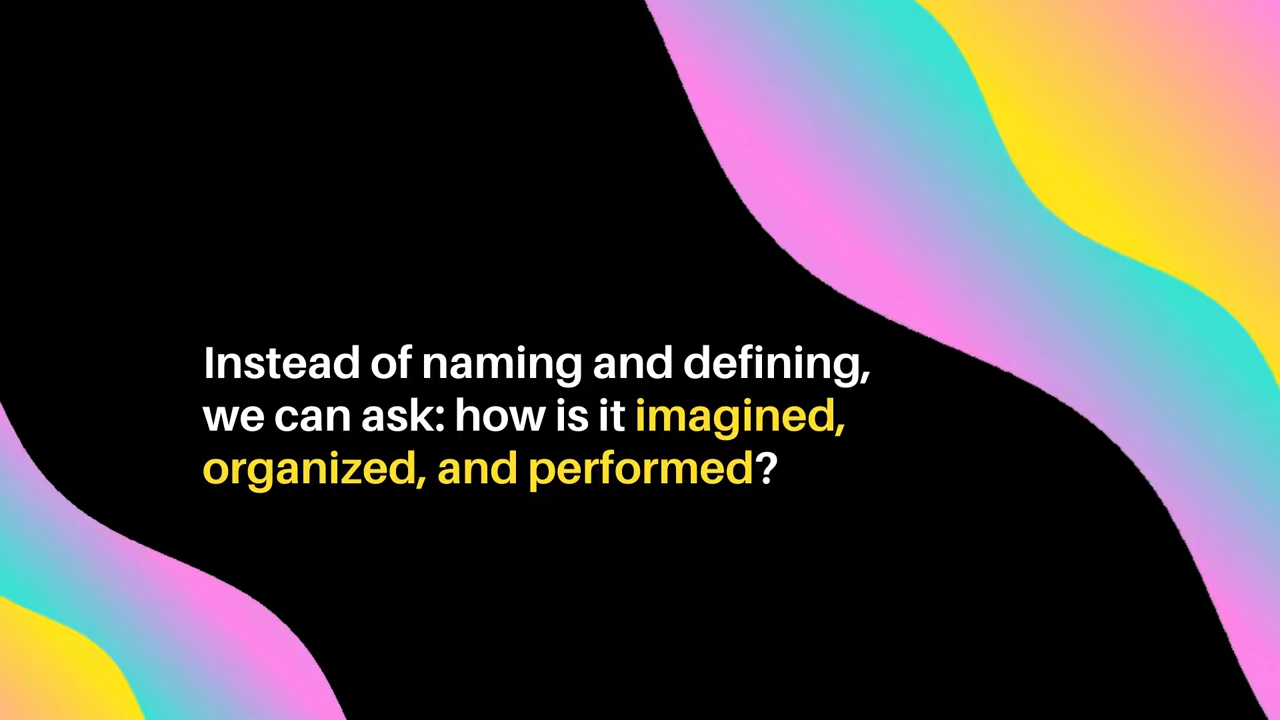 Instead of naming and defining,
we can ask: how is it imagined,
organized, and performed?